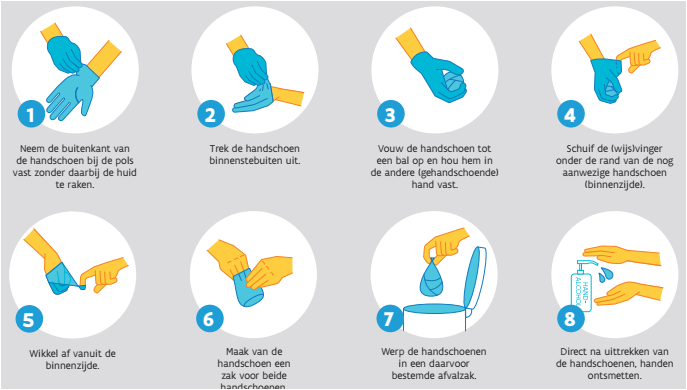 1
Neem de buitenkant van
de handschoen bij de pols
vast zonder daarbij de huid
te raken.
2
Trek de handschoen
binnenstebuiten uit.
3
Vouw de handschoen tot
een bal op en hou hem in
de andere (gehandschoende)
hand vast.
4
Schuif de (wijs)vinger
onder de rand van de nog
aanwezige handschoen
(binnenzijde).
5
Wikkel af vanuit de
binnenzijde.
6
Maak van de
handschoen een
zak voor beide
handschoenen.
7
Werp de handschoenen
in een daarvoor
bestemde afvalzak.
8
HAND-
ALCOHOL
Direct na uittrekken van
de handschoenen, handen
ontsmetten.